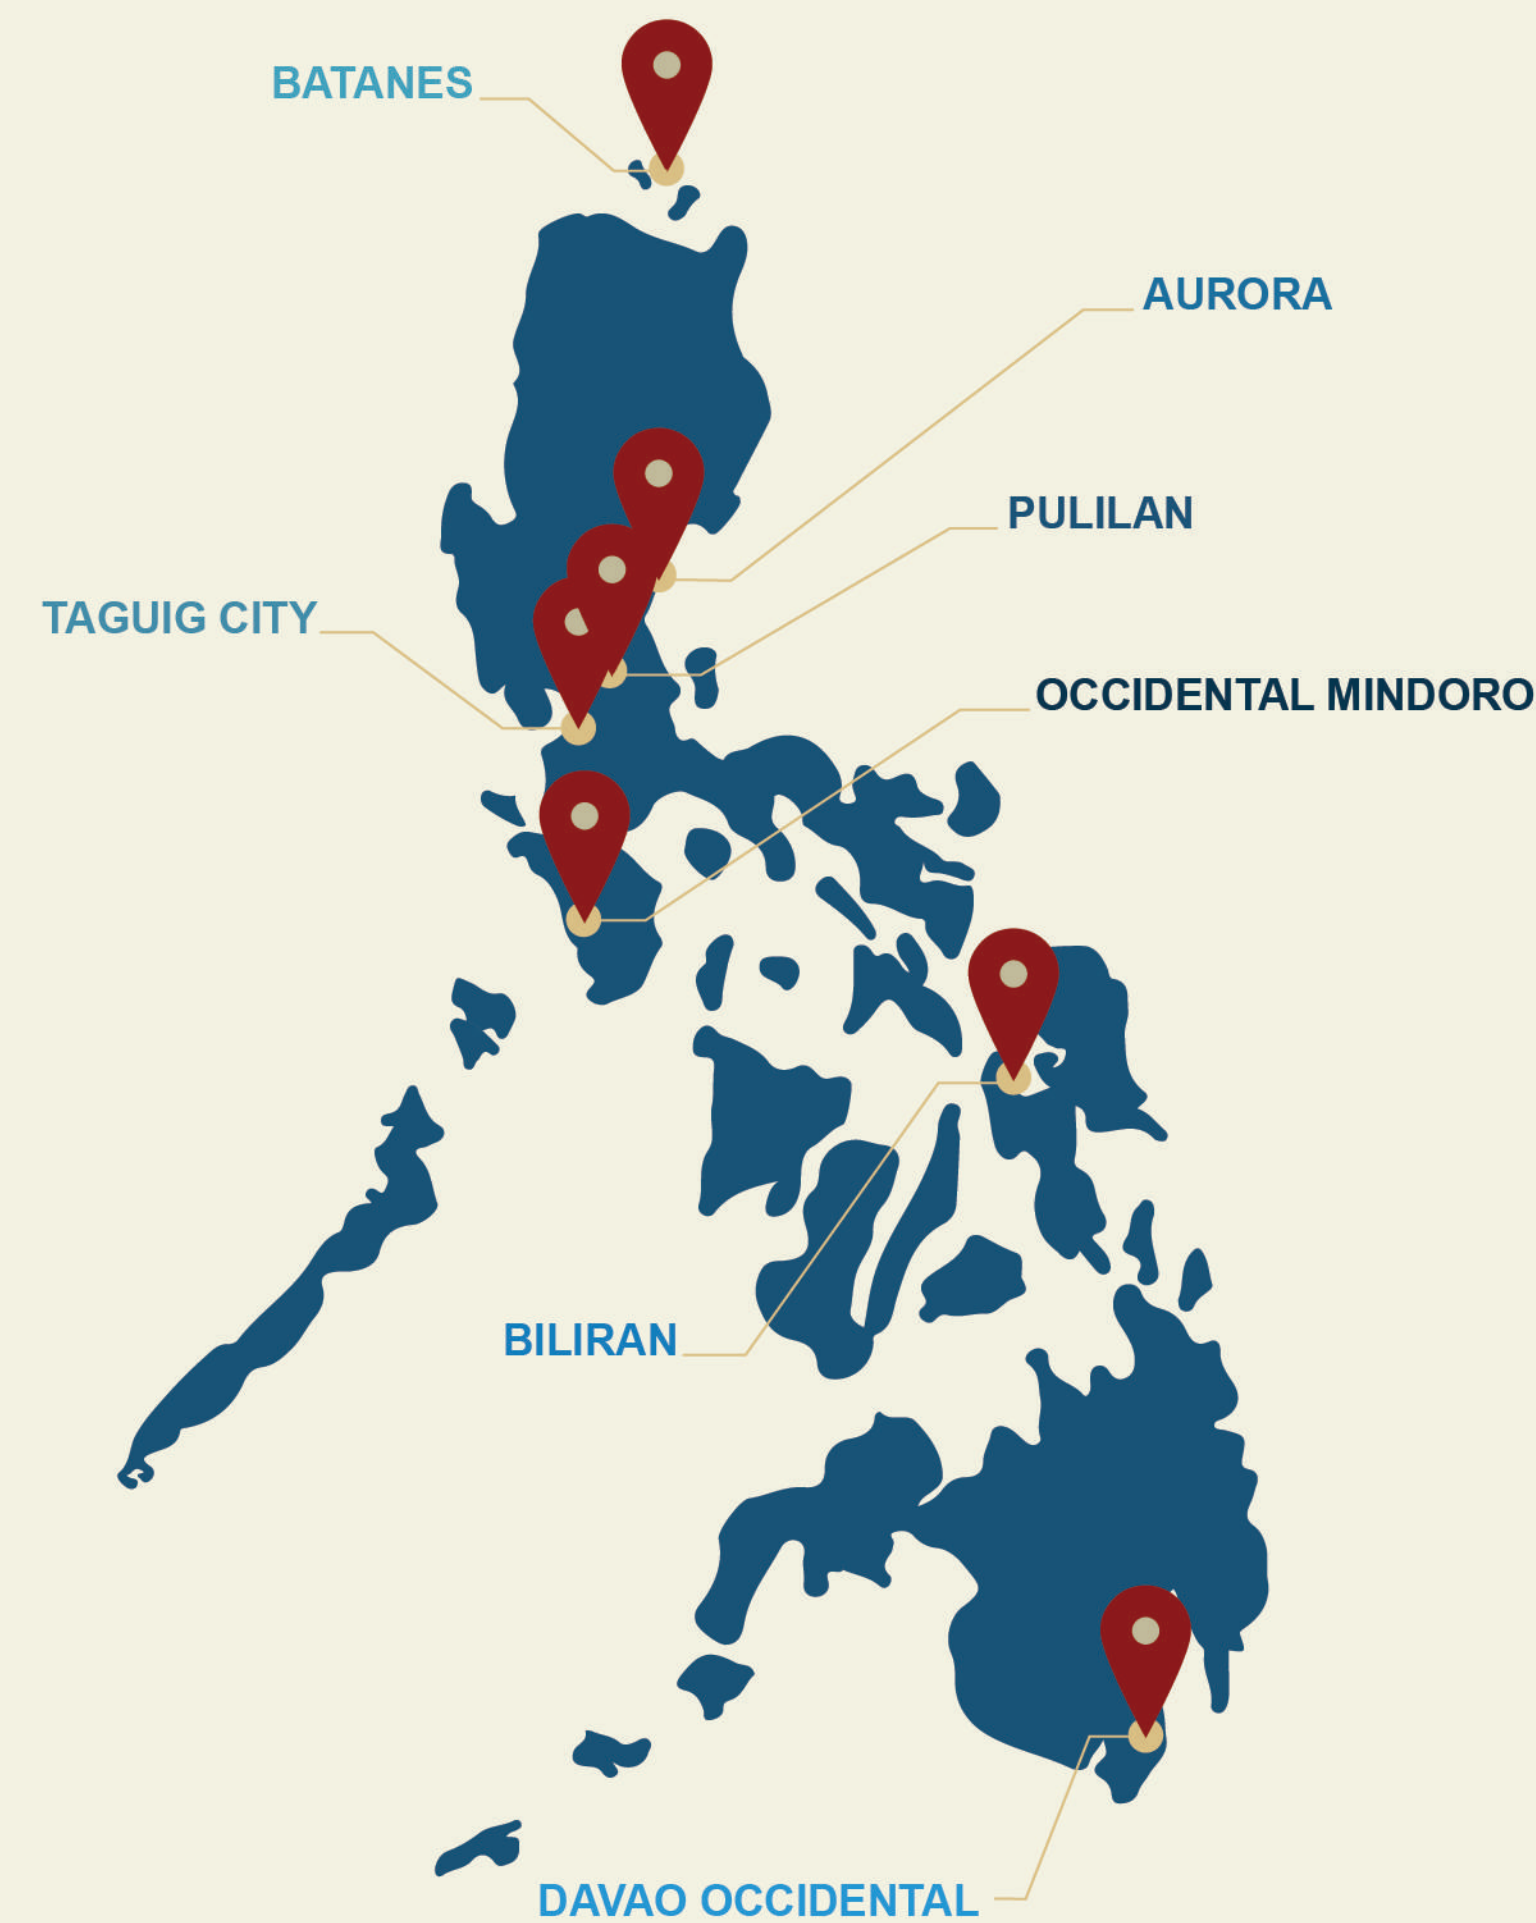 BATANES
AURORA
PULILAN
TAGUIG CITY
OCCIDENTAL MINDORO
BILIRAN
DAVAO OCCIDENTAL